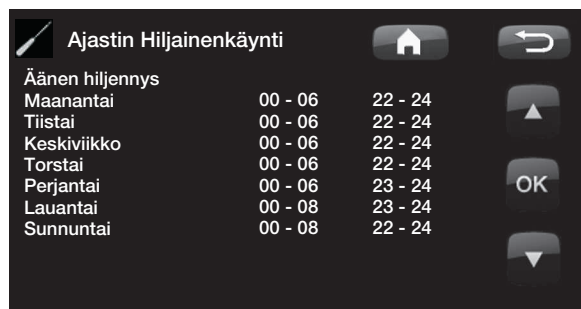 Ajastin Hiljainenkäynti
Äänen hiljennys
Maanantai 00 - 06 22 - 24
Tiistai 00 - 06 22 - 24
Keskiviikko 00 - 06 22 - 24
Torstai 00 - 06 22 - 24
OK
Perjantai 00 - 06 23 - 24
Lauantai 00 - 08 23 - 24
Sunnuntai 00 - 08 22 - 24